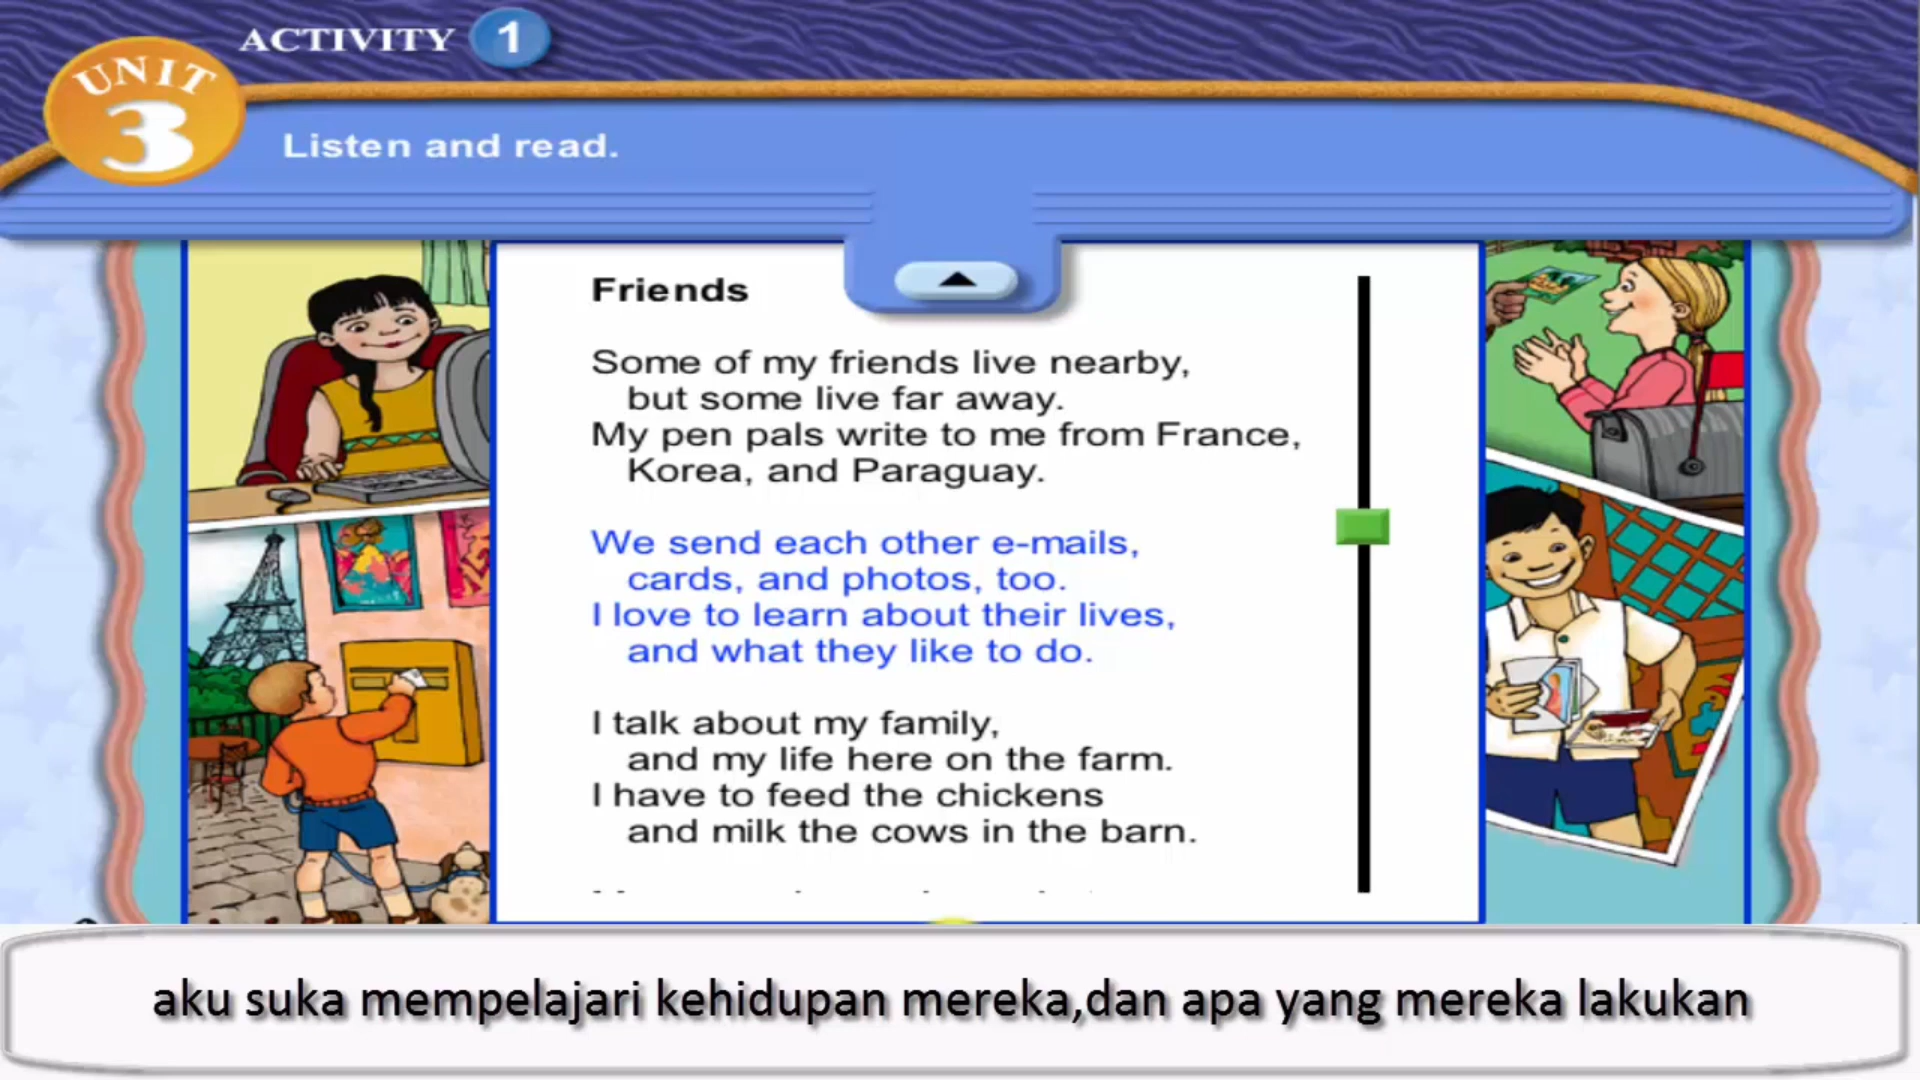 ACTIVITY 1
UNIT
3
Listen and read.
Friends
Some of my friends live nearby,
but some live far away.
My pen pals write to me from France,
Korea, and Paraguay.
We send each other e-mails,
cards, and photos, too.
I love to learn about their lives,
and what they like to do.
I talk about my family,
and my life here on the farm.
I have to feed the chickens
and milk the cows in the barn.
aku suka mempelajari kehidupan mereka,dan apa yang mereka lakukan